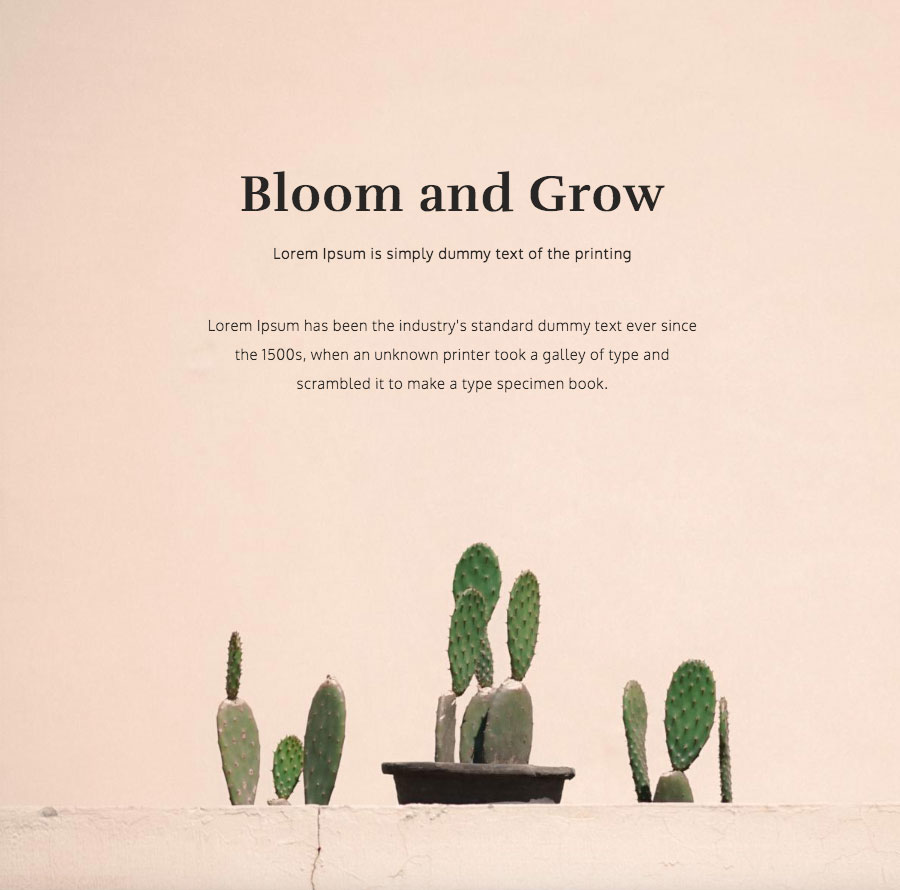 Bloom and Grow
Lorem Ipsum is simply dummy text of the printing
Lorem Ipsum has been the industry's standard dummy text ever since
the 1500s, when an unknown printer took a galley of type and
scrambled it to make a type specimen book.